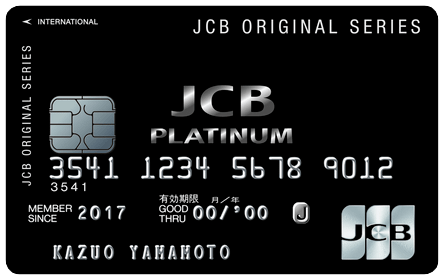 INTERNATIONAL
JCB ORIGINAL SERIES
JCB ORIGINAL SERIES
JCB
PLATINUM
3541 1234 5678 9012
3541
MEMBER SINCE 2017
有効期限 月/年
GOOD THRU 00/'00 J
KAZUO YAMAMOTO
JCB